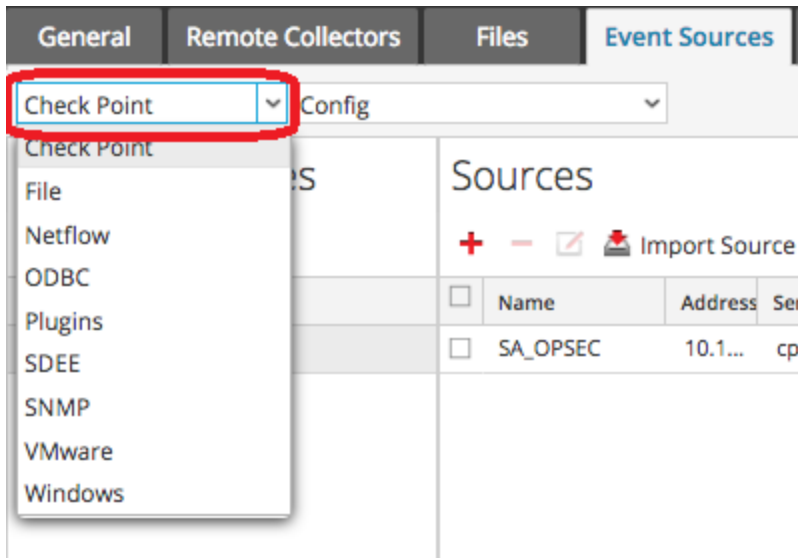 General Remote Collectors Files Event Sources
Check Point Config
Check Point
File
Netflow
ODBC
Plugins
SDEE
SNMP
VMware
Windows
Sources
Import Source
Name Address
SA_OPSEC 10.1...